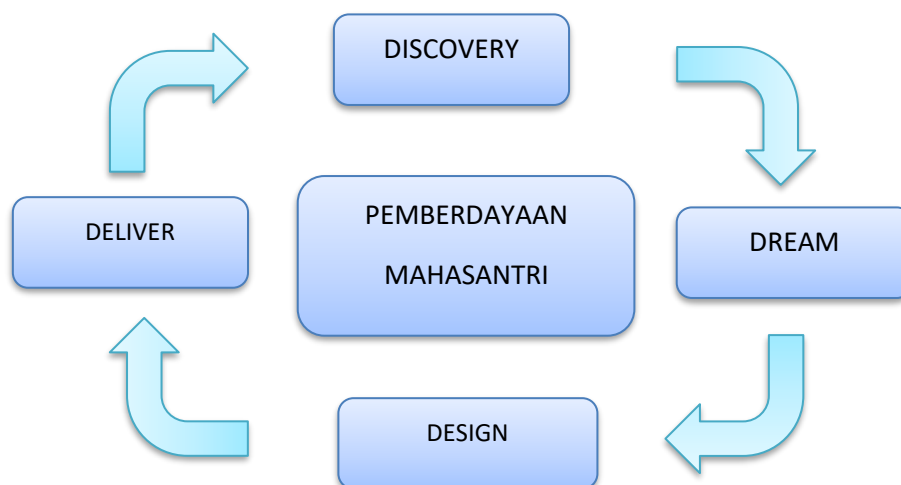 DISCOVERY
PEMBERDAYAAN
MAHASANTRI
DELIVER
DREAM
DESIGN